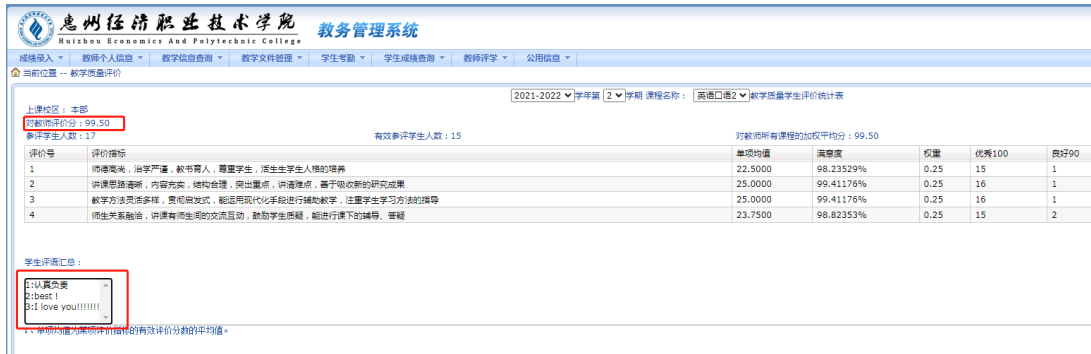 惠州经济职业技术学院 教务管理系统
Huizhou Economics And Polytechnic College
成绩录入 教师个人信息 教学信息查询 教学文件管理 学生考勤 学生成绩查询 教师评学 公用信息
当前位置 -- 教学质量评价
2021-2022 学年第 2 学期 课程名称： 英语口语2 教学质量学生评价统计表
上课校区： 本部
对教师评价分：99.50
参评学生人数：17 有效参评学生人数：15 对教师所有课程的加权平均分：99.50
评价号 评价指标 单项均值 满意度 权重 优秀100 良好90
1 师德高尚，治学严谨，教书育人，尊重学生，活生生学生人格的培养 22.5000 98.23529% 0.25 15 1
2 讲课思路清晰，内容充实，结构合理，突出重点，讲清难点，善于吸收新的研究成果 25.0000 99.41176% 0.25 16 1
3 教学方法灵活多样，贯彻启发式，能运用现代化手段进行辅助教学，注重学生学习方法的指导 25.0000 99.41176% 0.25 16 1
4 师生关系融洽，讲课有师生间的交流互动，鼓励学生质疑，能进行课下的辅导、答疑 23.7500 98.82353% 0.25 15 2
学生评语汇总：
1:认真负责
2:best！
3:I love you!!!!!!!
1、单项均值为某项评价指标的有效评价分数的平均值。